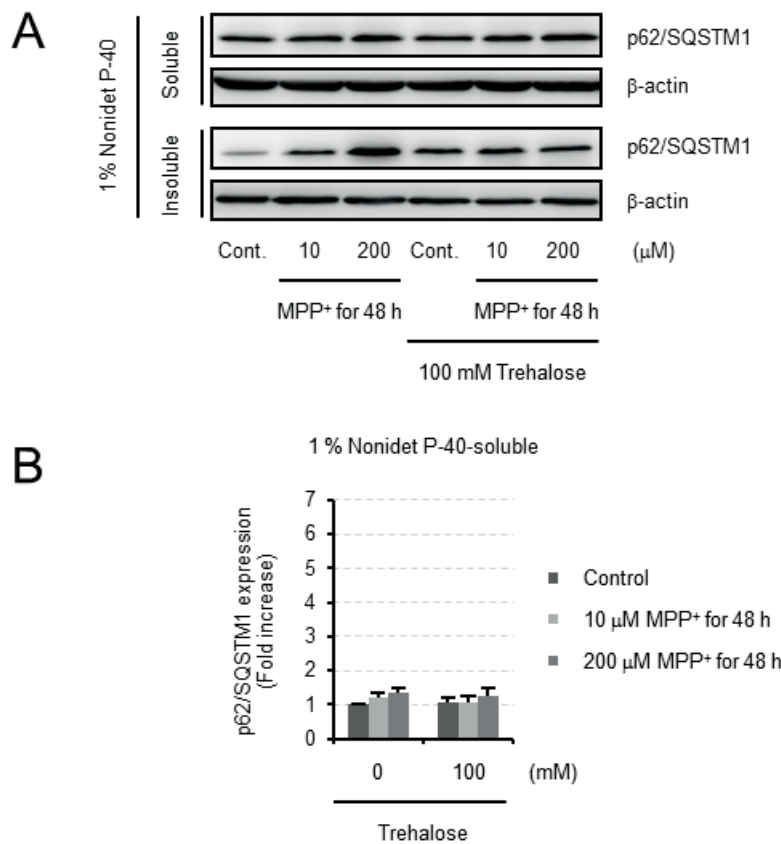 A
1% Nonidet P-40
Soluble
Insoluble
p62/SQSTM1
β-actin
p62/SQSTM1
β-actin
Cont. 10 200 Cont. 10 200 (μM)
MPP⁺ for 48 h MPP⁺ for 48 h
100 mM Trehalose
B
1 % Nonidet P-40-soluble
p62/SQSTM1 expression
(Fold increase)
7
6
5
4
3
2
1
0
Control
10 μM MPP⁺ for 48 h
200 μM MPP⁺ for 48 h
0 100 (mM)
Trehalose